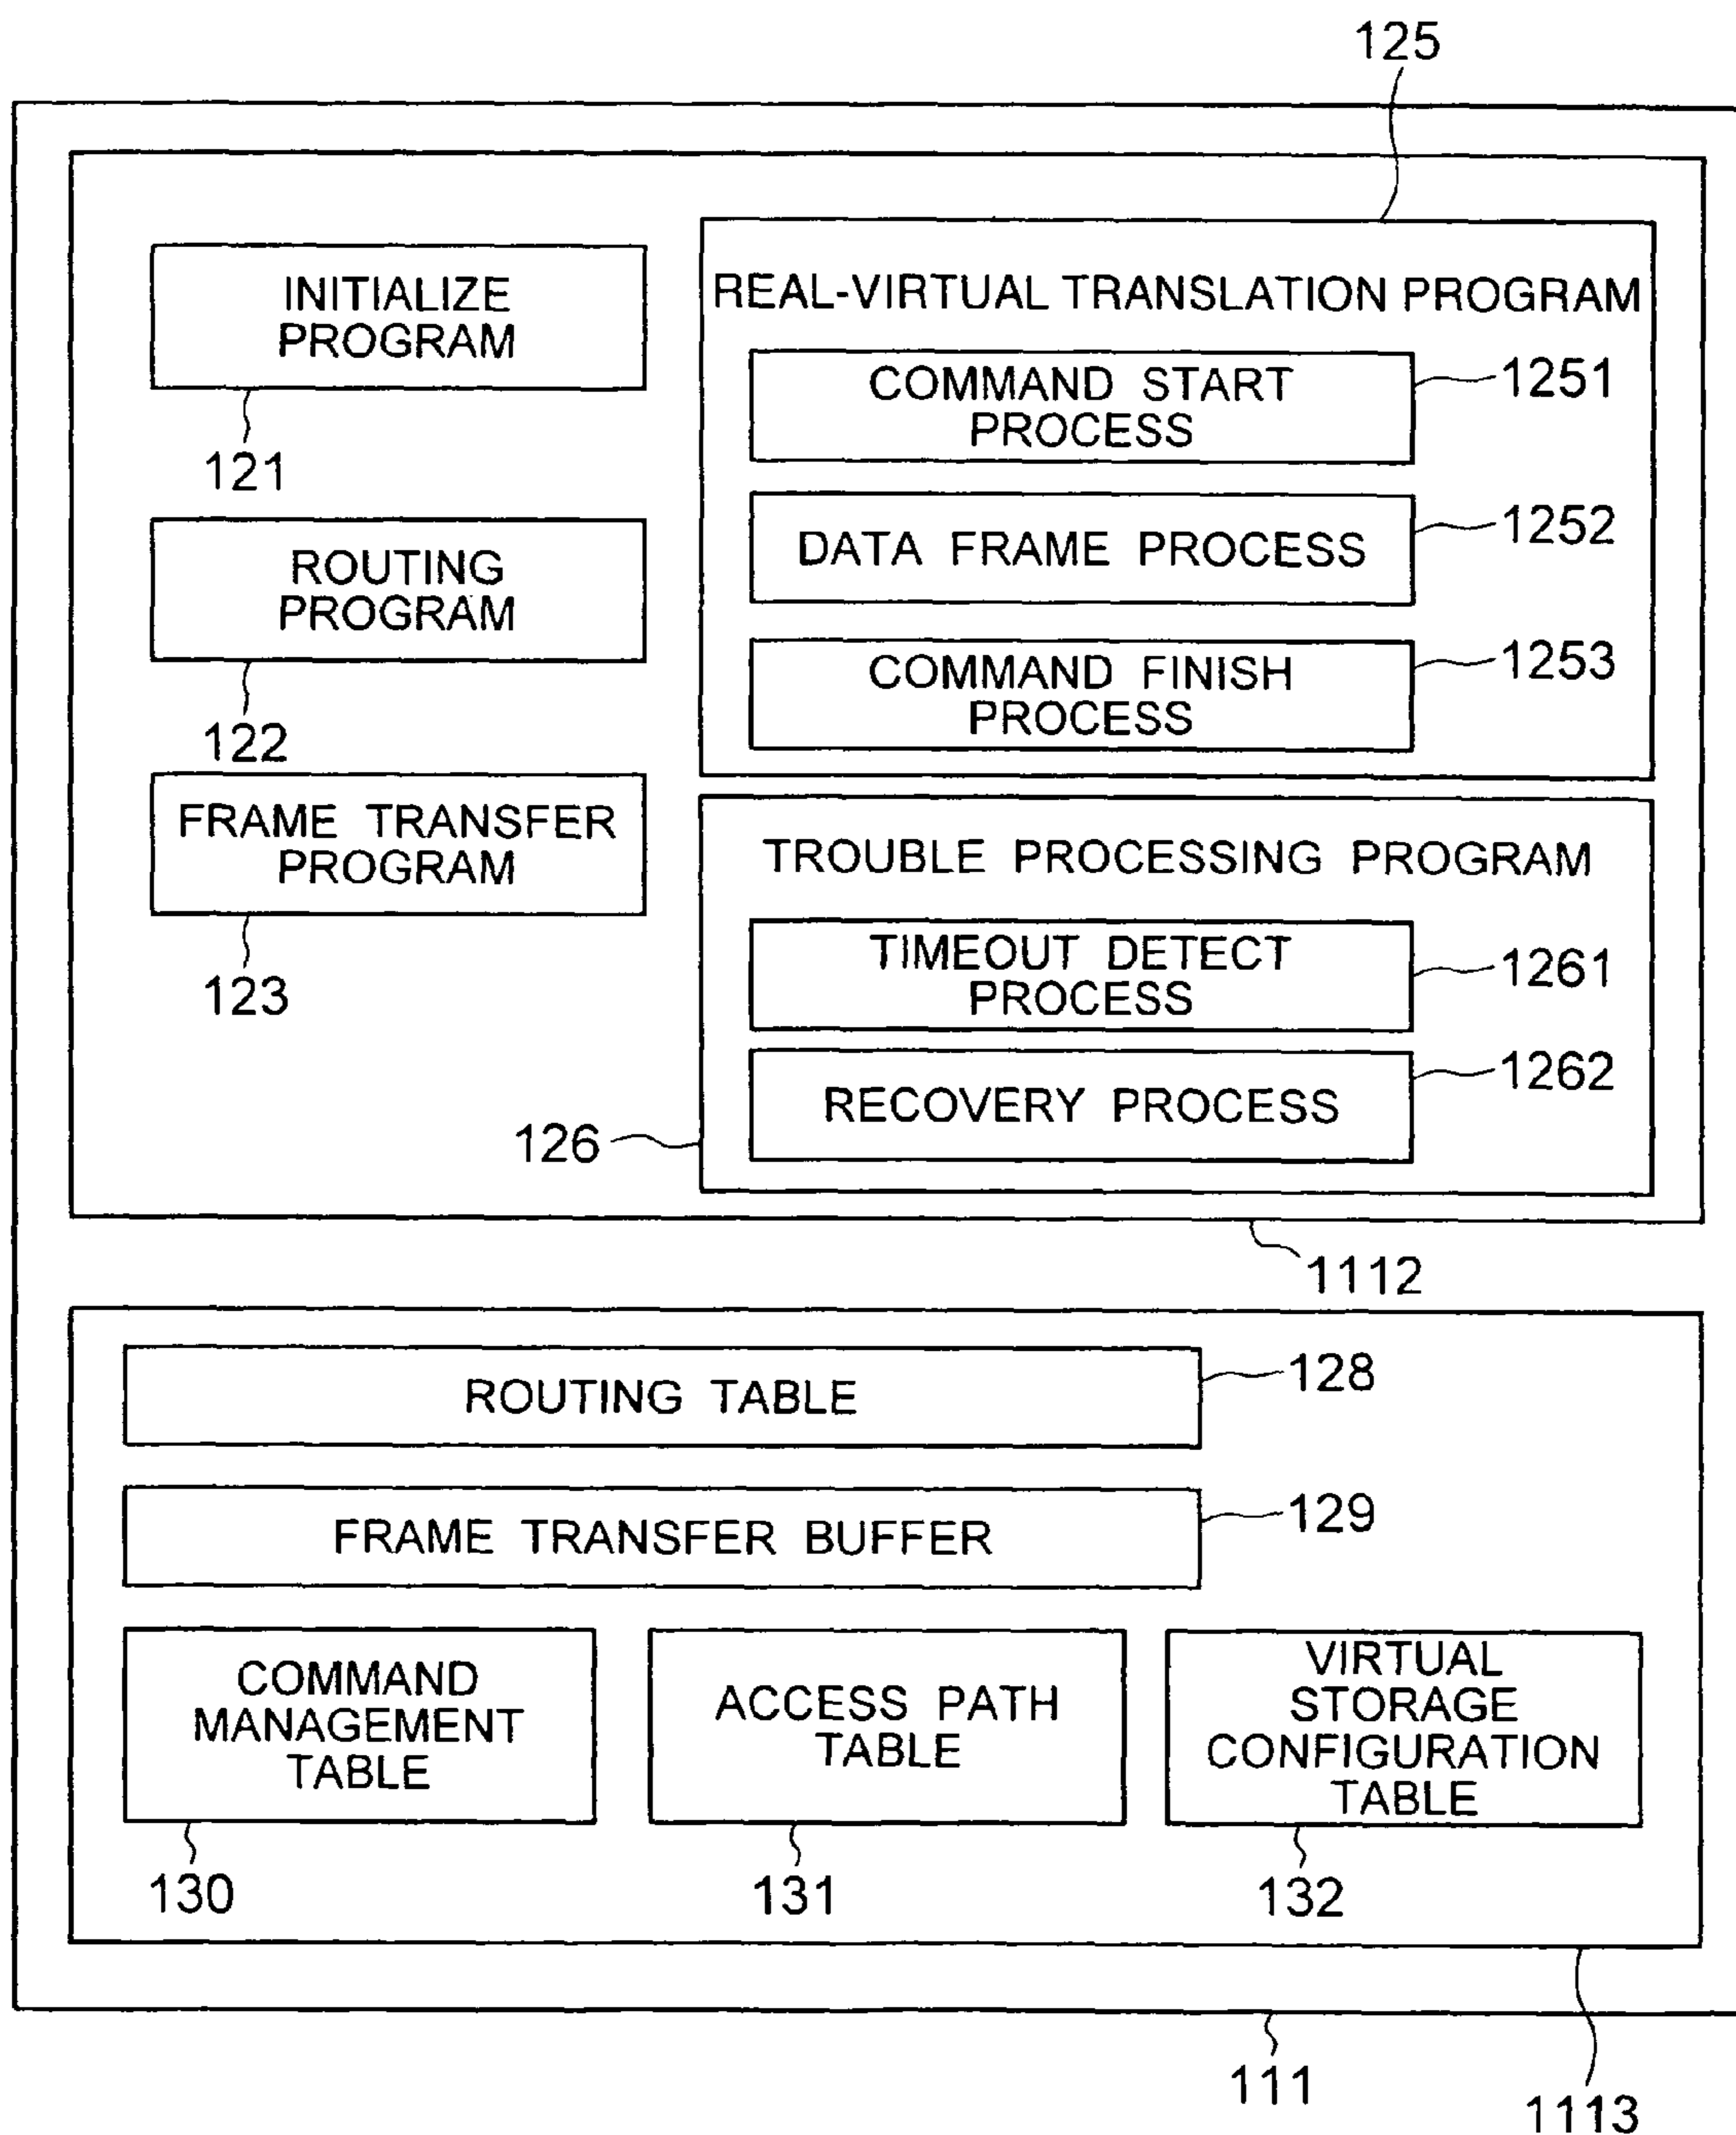 125
INITIALIZE
PROGRAM
121
ROUTING
PROGRAM
122
FRAME TRANSFER
PROGRAM
123
REAL-VIRTUAL TRANSLATION PROGRAM
COMMAND START
PROCESS
1251
DATA FRAME PROCESS
1252
COMMAND FINISH
PROCESS
1253
TROUBLE PROCESSING PROGRAM
TIMEOUT DETECT
PROCESS
1261
RECOVERY PROCESS
1262
126
1112
ROUTING TABLE
128
FRAME TRANSFER BUFFER
129
COMMAND
MANAGEMENT
TABLE
130
ACCESS PATH
TABLE
131
VIRTUAL
STORAGE
CONFIGURATION
TABLE
132
111
1113